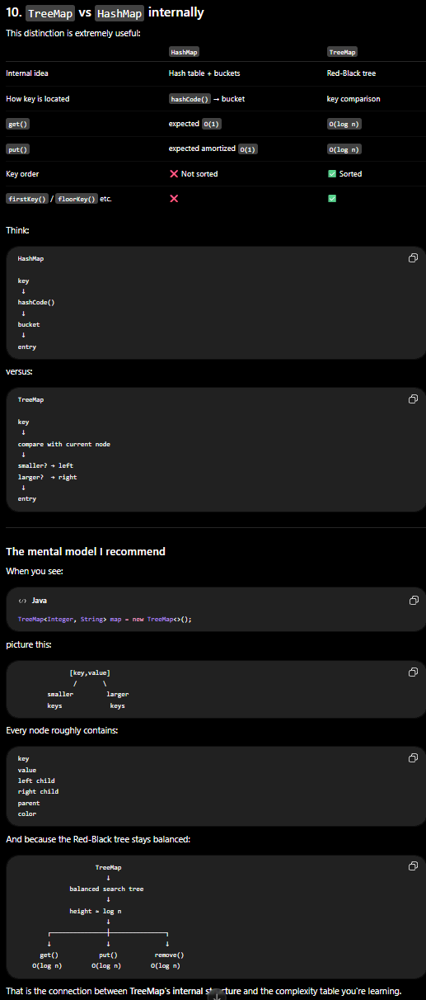 10. TreeMap vs HashMap internally
This distinction is extremely useful:
HashMap TreeMap
Internal idea Hash table + buckets Red-Black tree
How key is located hashCode() → bucket key comparison
get() expected O(1) O(log n)
put() expected amortized O(1) O(log n)
Key order ❌ Not sorted ✅ Sorted
firstKey() / floorKey() etc. ❌ ✅
Think:
HashMap
key
↓
hashCode()
↓
bucket
↓
entry
versus:
TreeMap
key
↓
compare with current node
↓
smaller? → left
larger? → right
↓
entry
The mental model I recommend
When you see:
Java
TreeMap<Integer, String> map = new TreeMap<>();
picture this:
[key,value]
/ \
smaller larger
keys keys
Every node roughly contains:
key
value
left child
right child
parent
color
And because the Red-Black tree stays balanced:
TreeMap
↓
balanced search tree
↓
height ≈ log n
↓
↓ ↓ ↓
get() put() remove()
O(log n) O(log n) O(log n)
That is the connection between TreeMap's internal structure and the complexity table you're learning.